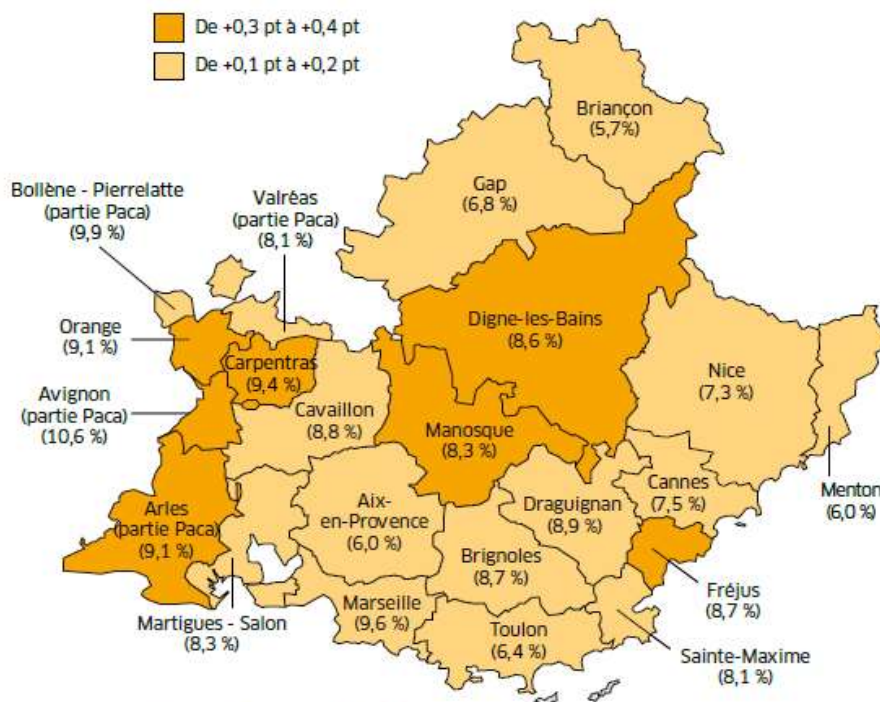 De +0,3 pt à +0,4 pt
De +0,1 pt à +0,2 pt
Briançon
(5,7%)
Gap
(6,8 %)
Bollène - Pierrelatte
(partie Paca)
(9,9 %)
Valréas
(partie Paca)
(8,1 %)
Orange
(9,1 %)
Digne-les-Bains
(8,6 %)
Carpentras
(9,4 %)
Nice
(7,3 %)
Avignon
(partie Paca)
(10,6 %)
Cavaillon
(8,8 %)
Manosque
(8,3 %)
Cannes
(7,5 %)
Menton
(6,0 %)
Arles
(partie Paca)
(9,1 %)
Aix-
en-Provence
(6,0 %)
Draguignan
(8,9 %)
Brignoles
(8,7 %)
Fréjus
(8,7 %)
Martigues - Salon
(8,3 %)
Marseille
(9,6 %)
Toulon
(6,4 %)
Sainte-Maxime
(8,1 %)